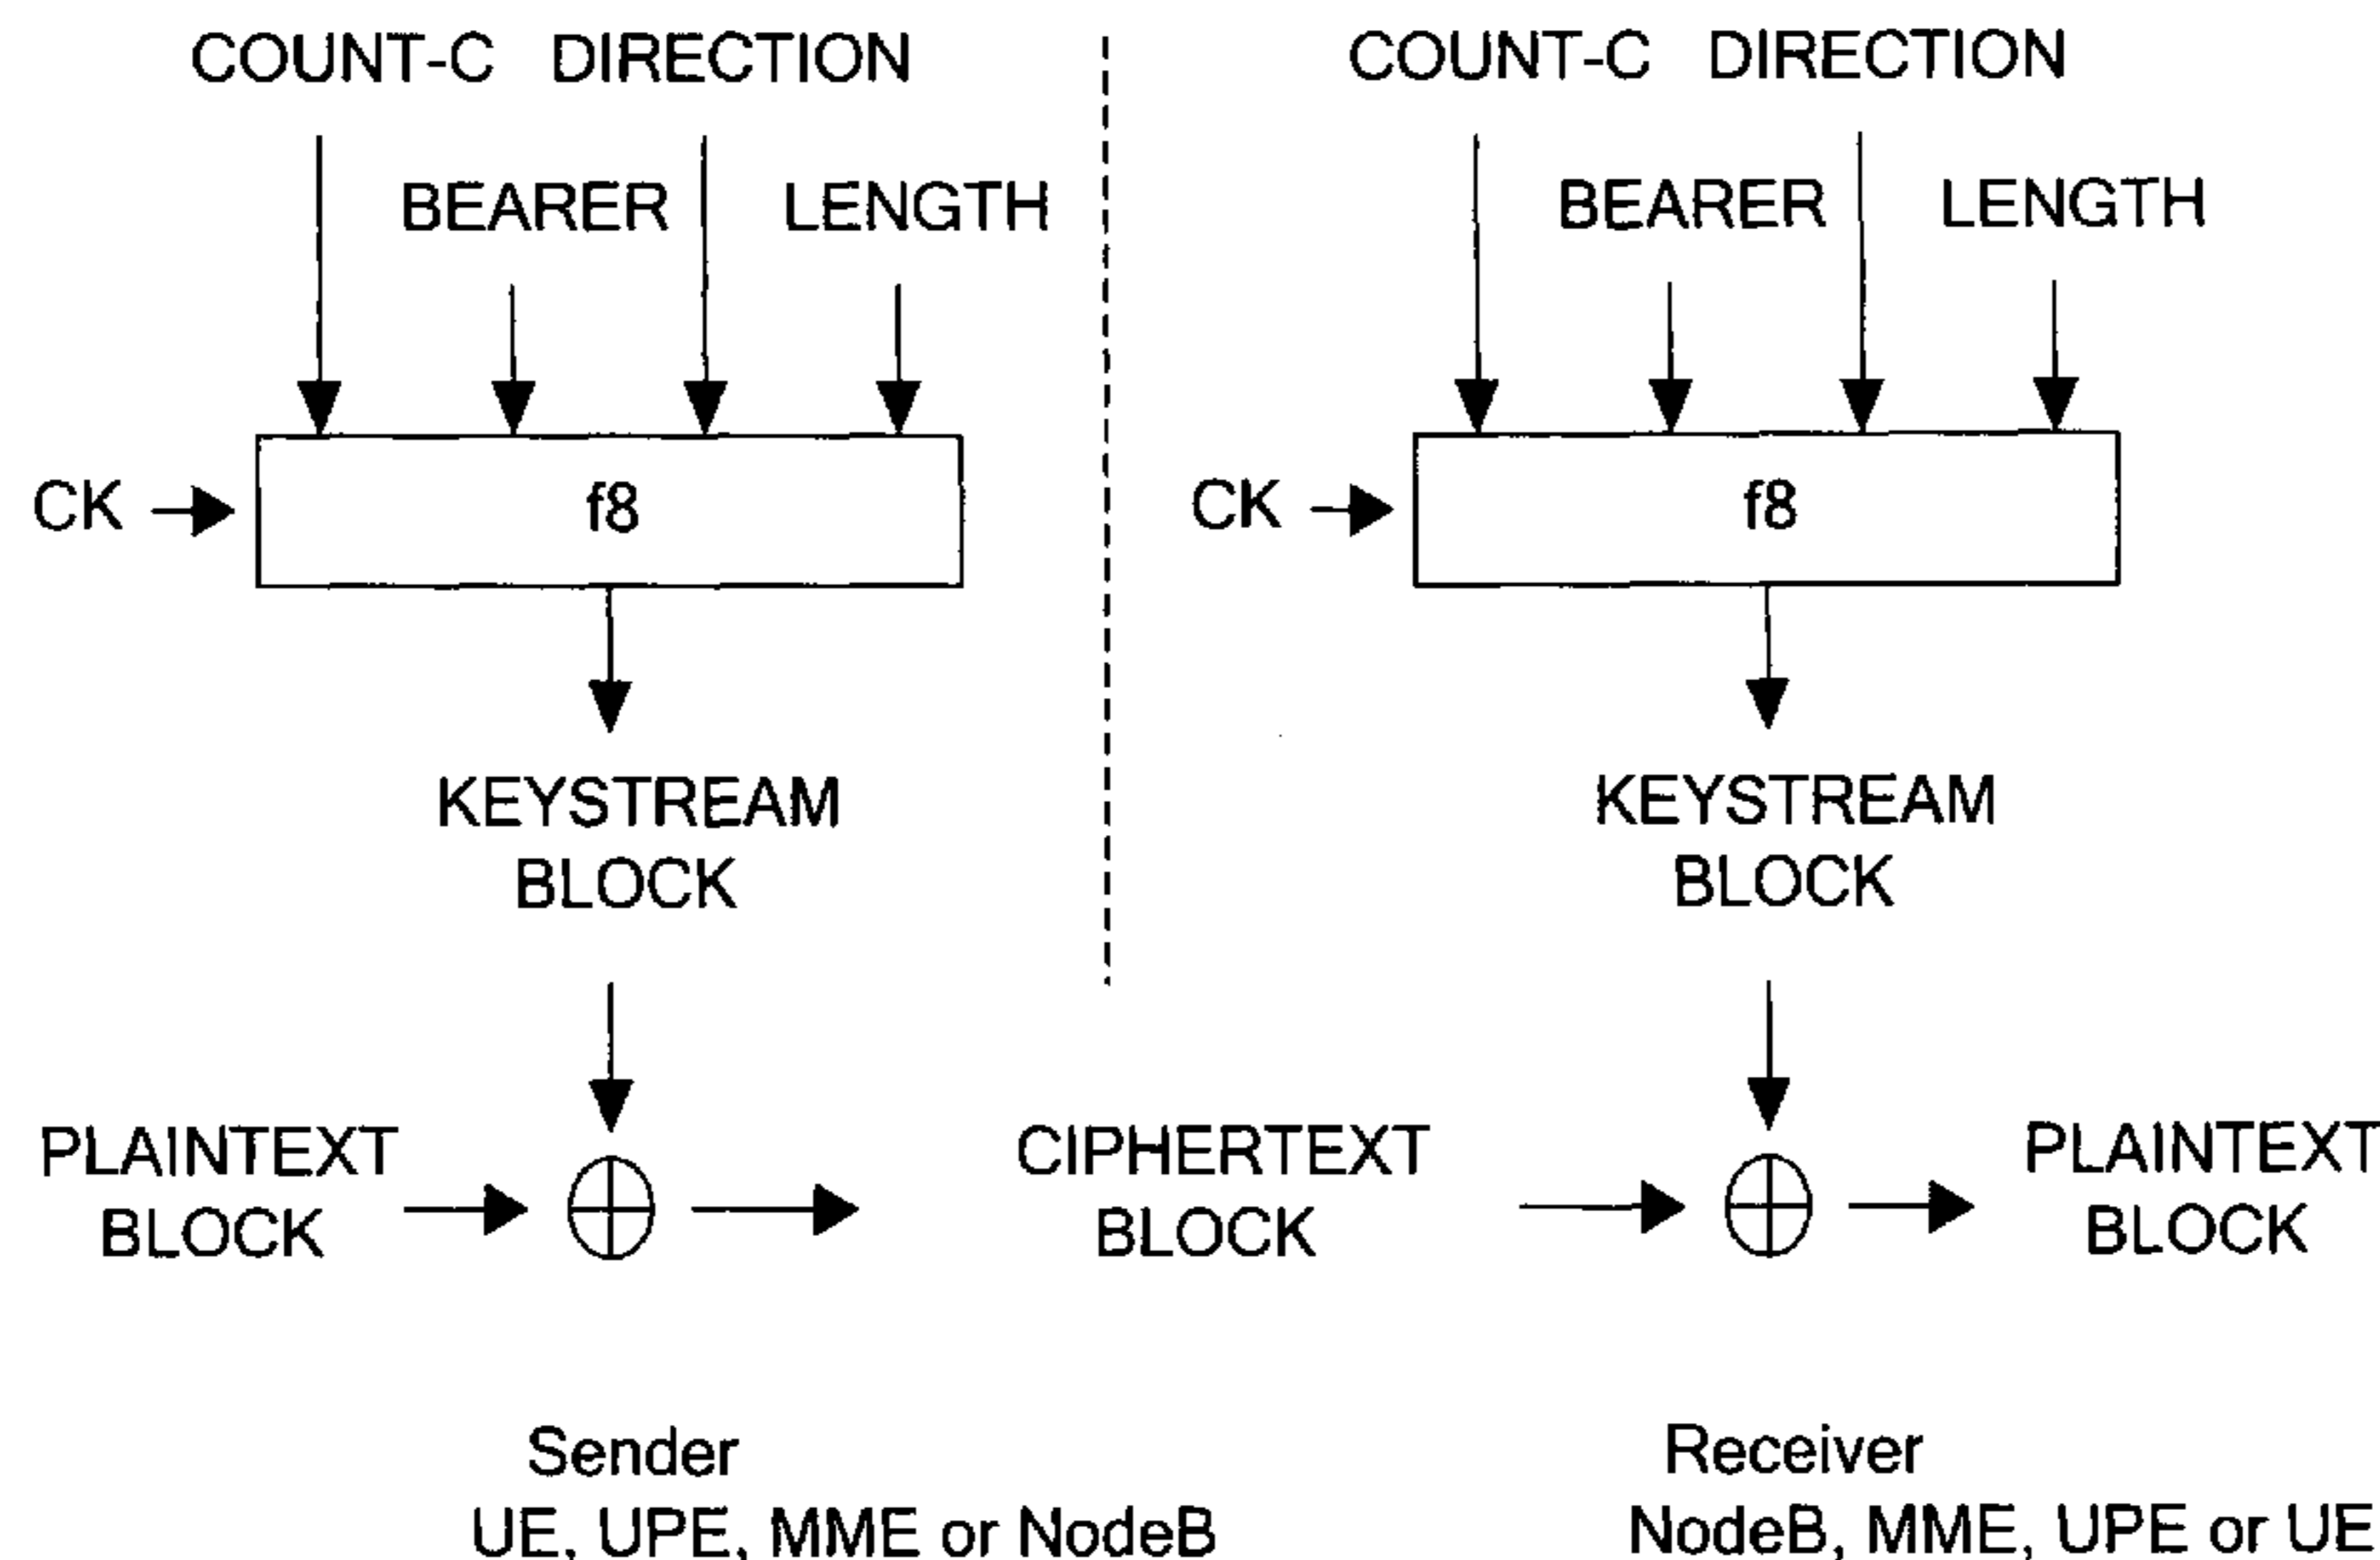 COUNT-C DIRECTION
BEARER LENGTH
CK f8
KEYSTREAM
BLOCK
PLAINTEXT
BLOCK
CIPHERTEXT
BLOCK
Sender
UE, UPE, MME or NodeB
COUNT-C DIRECTION
BEARER LENGTH
CK f8
KEYSTREAM
BLOCK
PLAINTEXT
BLOCK
Receiver
NodeB, MME, UPE or UE